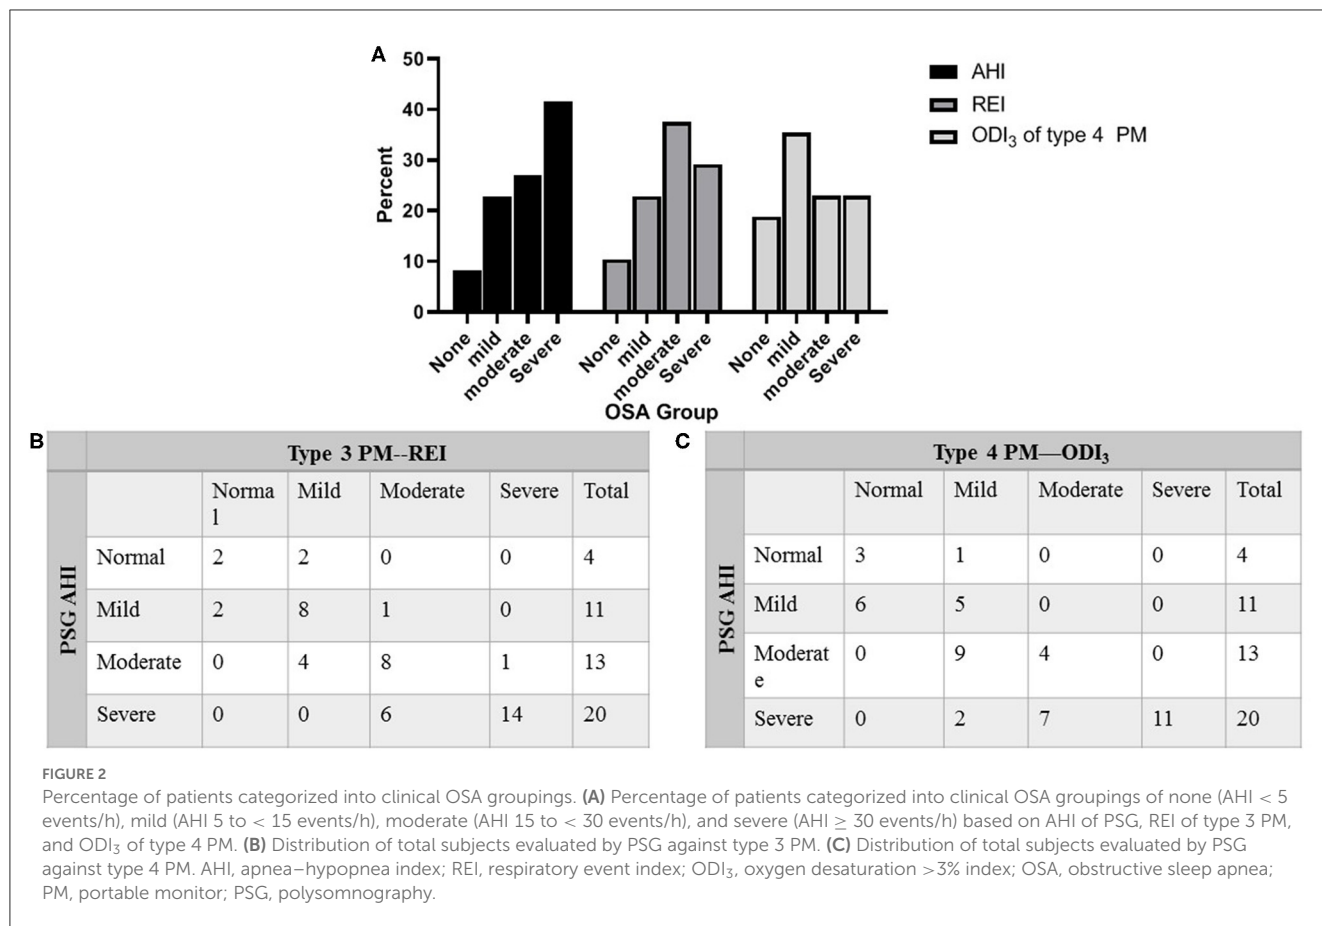 A
50
40
30
20
10
0
Percent
None
mild
moderate
Severe
None
mild
moderate
Severe
None
mild
moderate
Severe
OSA Group
AHI
REI
ODI₃ of type 4 PM
B
Type 3 PM--REI
PSG AHI
Norma
l
Mild Moderate Severe Total
Normal 2 2 0 0 4
Mild 2 8 1 0 11
Moderate 0 4 8 1 13
Severe 0 0 6 14 20
C
Type 4 PM—ODI₃
PSG AHI
Normal Mild Moderate Severe Total
Normal 3 1 0 0 4
Mild 6 5 0 0 11
Moderat
e
0 9 4 0 13
Severe 0 2 7 11 20
FIGURE 2
Percentage of patients categorized into clinical OSA groupings. (A) Percentage of patients categorized into clinical OSA groupings of none (AHI < 5
events/h), mild (AHI 5 to < 15 events/h), moderate (AHI 15 to < 30 events/h), and severe (AHI ≥ 30 events/h) based on AHI of PSG, REI of type 3 PM,
and ODI₃ of type 4 PM. (B) Distribution of total subjects evaluated by PSG against type 3 PM. (C) Distribution of total subjects evaluated by PSG
against type 4 PM. AHI, apnea–hypopnea index; REI, respiratory event index; ODI₃, oxygen desaturation >3% index; OSA, obstructive sleep apnea;
PM, portable monitor; PSG, polysomnography.